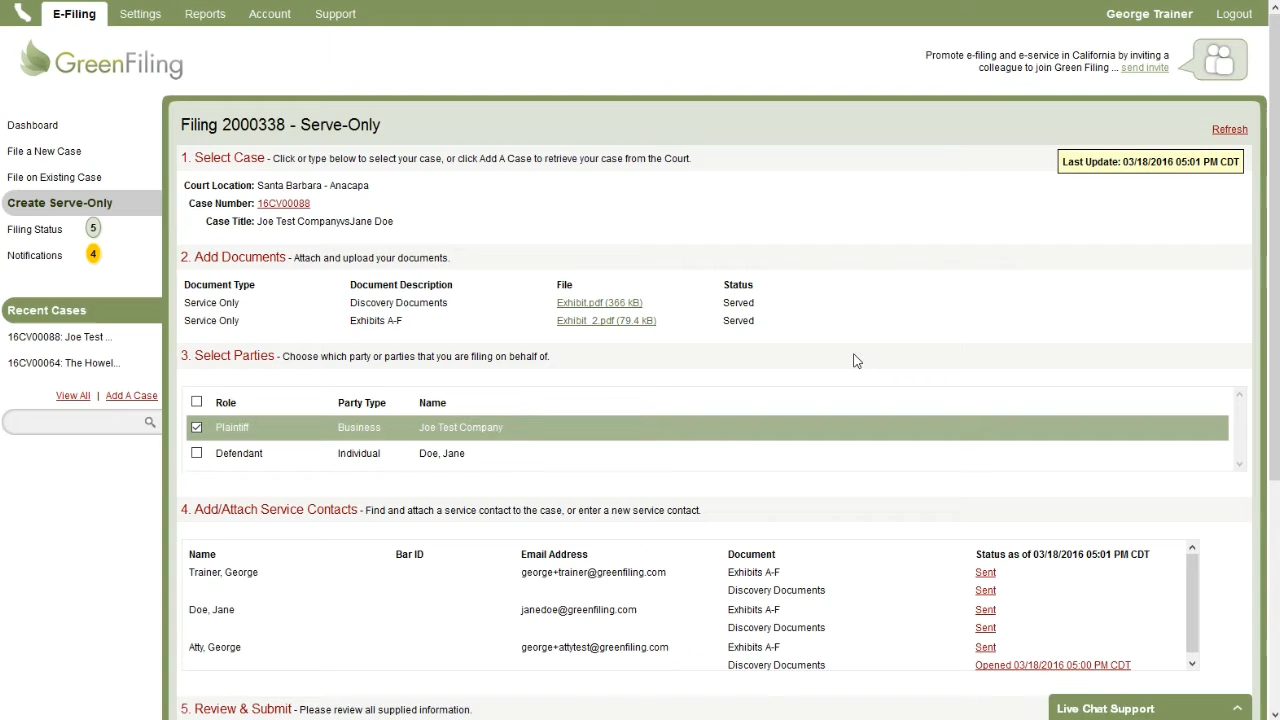 E-Filing Settings Reports Account Support George Trainer Logout
GreenFiling
Promote e-filing and e-service in California by inviting a
colleague to join Green Filing ... send invite
Dashboard
File a New Case
File on Existing Case
Create Serve-Only
Filing Status 5
Notifications 4
Recent Cases
16CV00088: Joe Test ...
16CV00064: The Howel...
View All | Add A Case
Filing 2000338 - Serve-Only
Refresh
1. Select Case - Click or type below to select your case, or click Add A Case to retrieve your case from the Court.
Last Update: 03/18/2016 05:01 PM CDT
Court Location: Santa Barbara - Anacapa
Case Number: 16CV00088
Case Title: Joe Test CompanyvsJane Doe
2. Add Documents - Attach and upload your documents.
Document Type Document Description File Status
Service Only Discovery Documents Exhibit.pdf (366 kB) Served
Service Only Exhibits A-F Exhibit_2.pdf (79.4 kB) Served
3. Select Parties - Choose which party or parties that you are filing on behalf of.
Role Party Type Name
Plaintiff Business Joe Test Company
Defendant Individual Doe, Jane
4. Add/Attach Service Contacts - Find and attach a service contact to the case, or enter a new service contact.
Name Bar ID Email Address Document Status as of 03/18/2016 05:01 PM CDT
Trainer, George george+trainer@greenfiling.com Exhibits A-F Sent
Discovery Documents Sent
Doe, Jane janedoe@greenfiling.com Exhibits A-F Sent
Discovery Documents Sent
Atty, George george+attytest@greenfiling.com Exhibits A-F Sent
Discovery Documents Opened 03/18/2016 05:00 PM CDT
5. Review & Submit - Please review all supplied information.
Live Chat Support